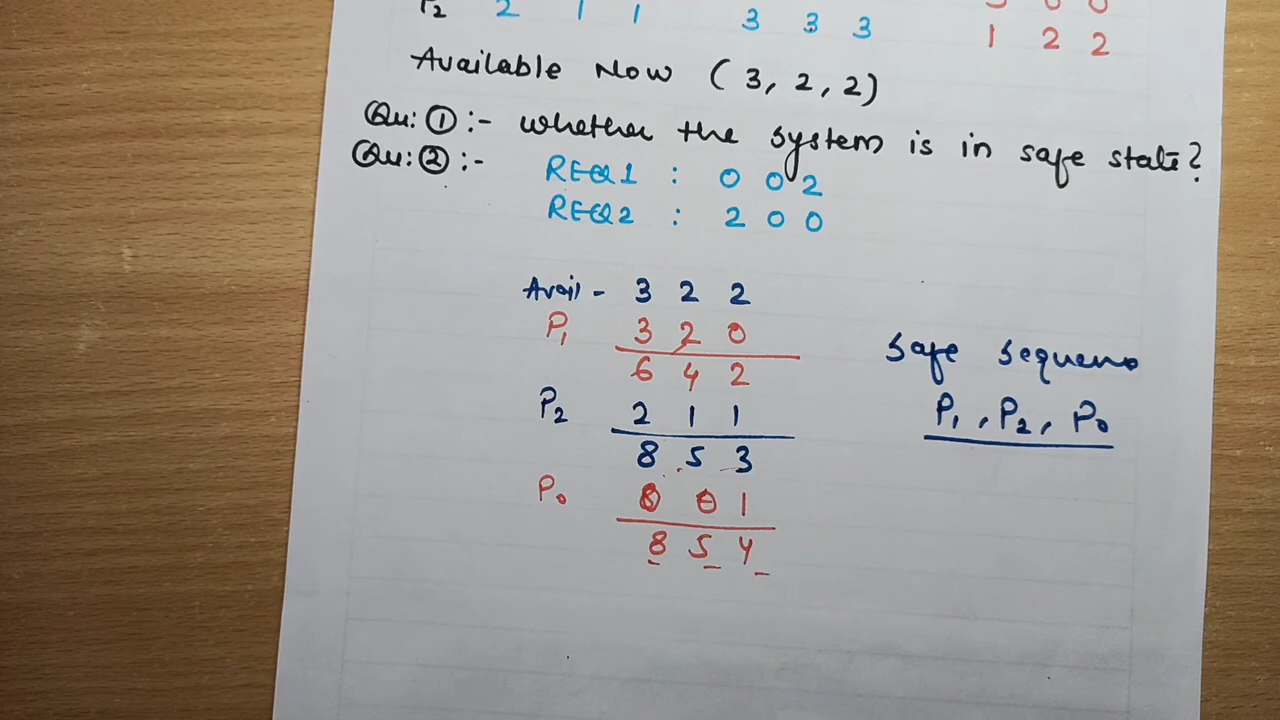 P2 2 1 1 3 3 3 1 2 2
Available Now (3, 2, 2)
Qu: ① :- Whether the system is in safe state?
Qu: ② :- REQ1 : 0 0 2
REQ2 : 2 0 0
Avail - 3 2 2
P1 3 2 0
6 4 2
P2 2 1 1
8 5 3
P0 0 0 1
8 5 4
Safe
P1, P2, P0